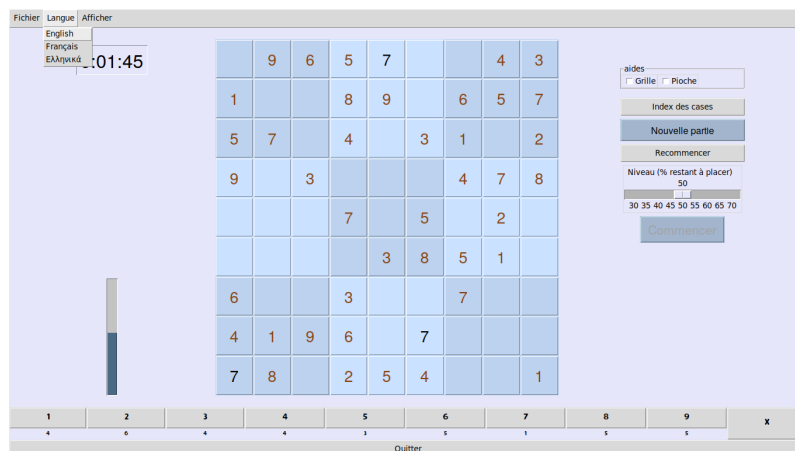 Fichier Langue Afficher
English
Français
Ελληνικά
:01:45
9 6 5 7 4 3
1 8 9 6 5 7
5 7 4 3 1 2
9 3 4 7 8
7 5 2
3 8 5 1
6 3 7
4 1 9 6 7
7 8 2 5 4 1
aides
Grille Pioche
Index des cases
Nouvelle partie
Recommencer
Niveau (% restant à placer)
50
30 35 40 45 50 55 60 65 70
Commencer
1 2 3 4 5 6 7 8 9 x
4 6 4 4 3 5 1 5 5
Quitter